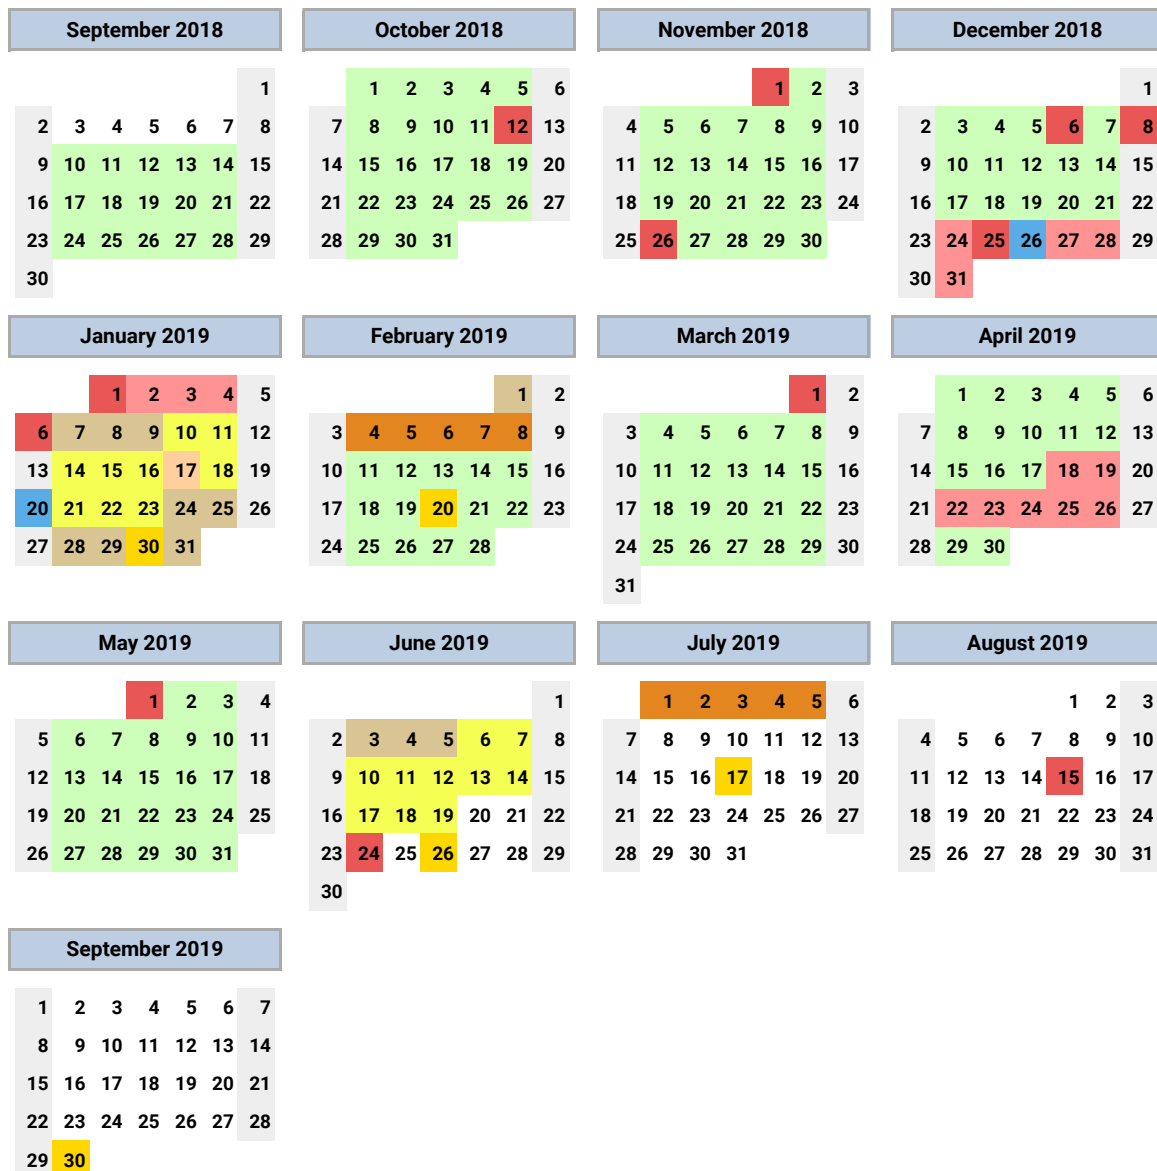 September 2018 October 2018 November 2018 December 2018
1 1 2 3 4 5 6 1 2 3 1
2 3 4 5 6 7 8 7 8 9 10 11 12 13 4 5 6 7 8 9 10 2 3 4 5 6 7 8
9 10 11 12 13 14 15 14 15 16 17 18 19 20 11 12 13 14 15 16 17 9 10 11 12 13 14 15
16 17 18 19 20 21 22 21 22 23 24 25 26 27 18 19 20 21 22 23 24 16 17 18 19 20 21 22
23 24 25 26 27 28 29 28 29 30 31 25 26 27 28 29 30 23 24 25 26 27 28 29
30 30 31
January 2019 February 2019 March 2019 April 2019
1 2 3 4 5 1 2 1 2 1 2 3 4 5 6
6 7 8 9 10 11 12 3 4 5 6 7 8 9 3 4 5 6 7 8 9 7 8 9 10 11 12 13
13 14 15 16 17 18 19 10 11 12 13 14 15 16 10 11 12 13 14 15 16 14 15 16 17 18 19 20
20 21 22 23 24 25 26 17 18 19 20 21 22 23 17 18 19 20 21 22 23 21 22 23 24 25 26 27
27 28 29 30 31 24 25 26 27 28 24 25 26 27 28 29 30 28 29 30
31
May 2019 June 2019 July 2019 August 2019
1 2 3 4 1 1 2 3 4 5 6 1 2 3
5 6 7 8 9 10 11 2 3 4 5 6 7 8 7 8 9 10 11 12 13 4 5 6 7 8 9 10
12 13 14 15 16 17 18 9 10 11 12 13 14 15 14 15 16 17 18 19 20 11 12 13 14 15 16 17
19 20 21 22 23 24 25 16 17 18 19 20 21 22 21 22 23 24 25 26 27 18 19 20 21 22 23 24
26 27 28 29 30 31 23 24 25 26 27 28 29 28 29 30 31 25 26 27 28 29 30 31
30
September 2019
1 2 3 4 5 6 7
8 9 10 11 12 13 14
15 16 17 18 19 20 21
22 23 24 25 26 27 28
29 30